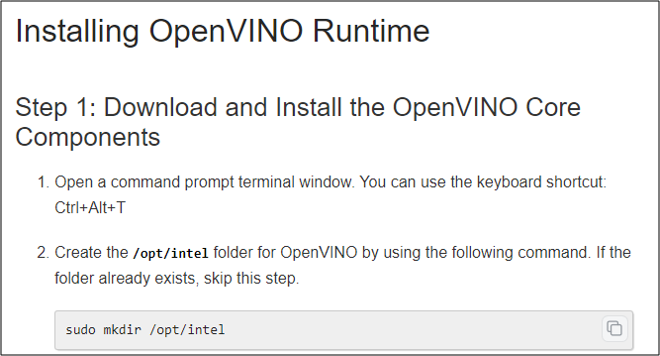 Installing OpenVINO Runtime
Step 1: Download and Install the OpenVINO Core
Components
1. Open a command prompt terminal window. You can use the keyboard shortcut:
Ctrl+Alt+T
2. Create the /opt/intel folder for OpenVINO by using the following command. If the
folder already exists, skip this step.
sudo mkdir /opt/intel